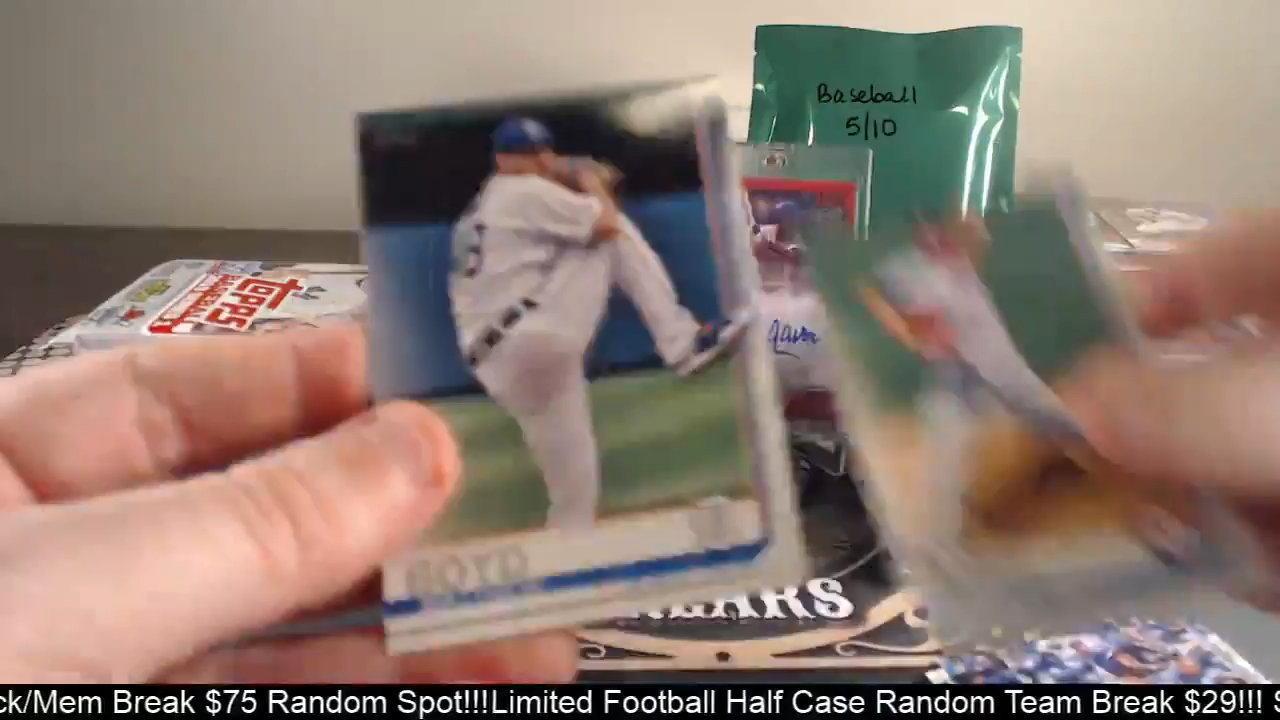 Baseball
5/10
TOPPS
BASEBALL
BOYD
ck/Mem Break $75 Random Spot!!!Limited Football Half Case Random Team Break $29!!! S